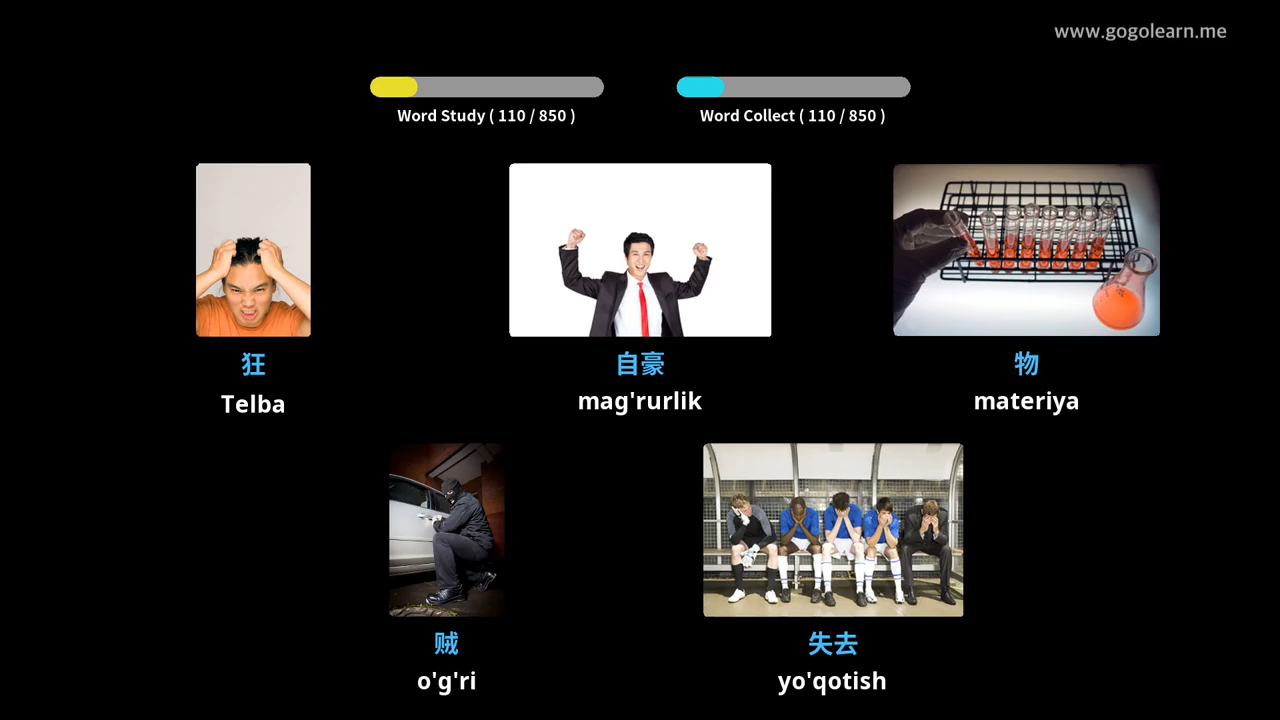 www.gogolearn.me
Word Study ( 110 / 850 )
Word Collect ( 110 / 850 )
狂
Telba
自豪
mag'rurlik
物
materiya
贼
o'g'ri
失去
yo'qotish